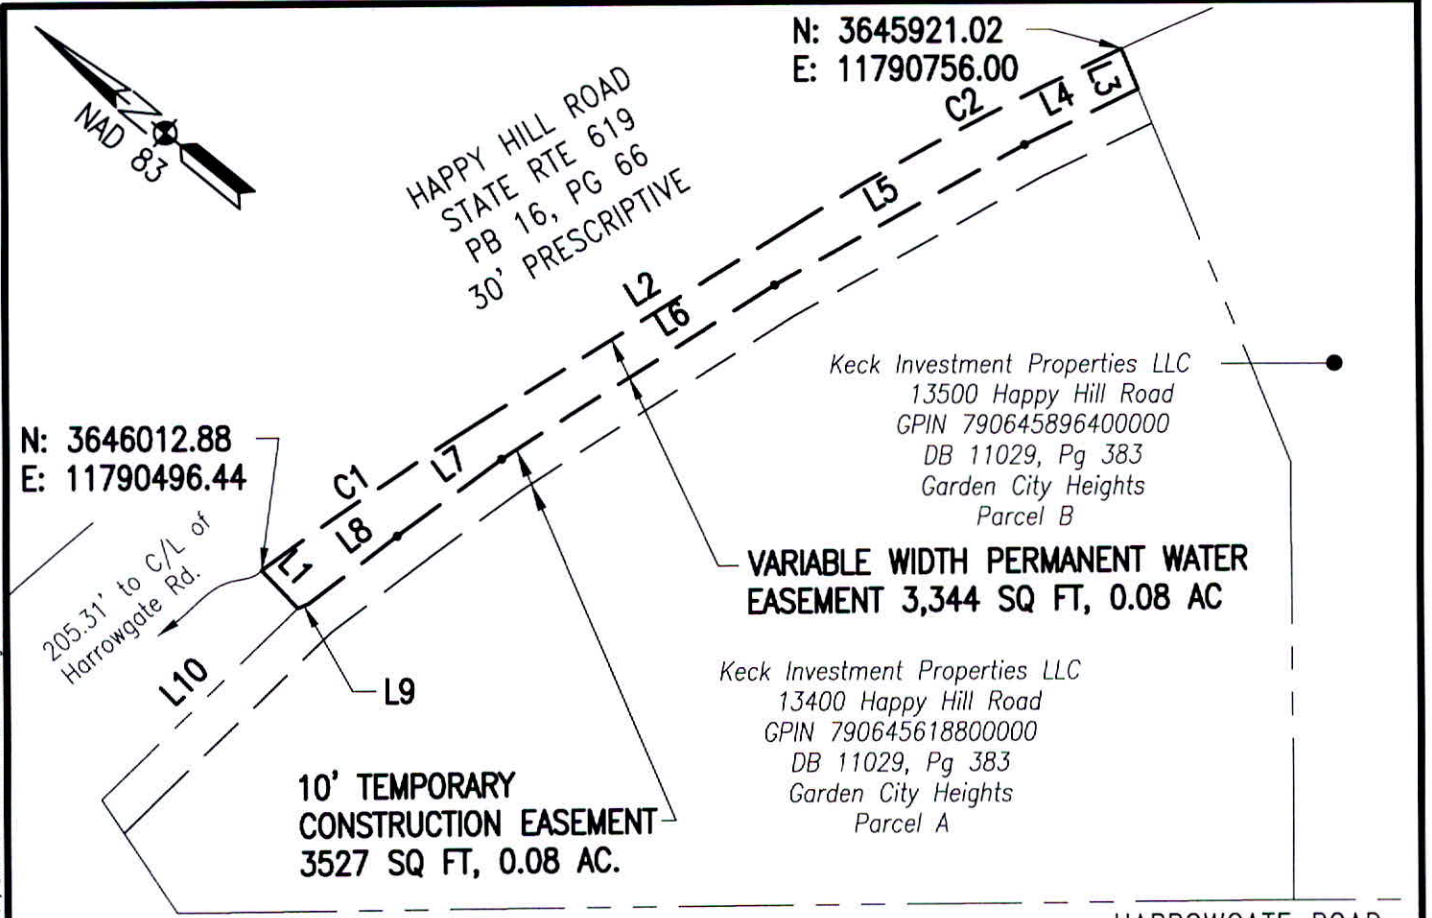 N: 3645921.02
E: 11790756.00
NAD 83
N
HAPPY HILL ROAD
STATE RTE 619
PB 16, PG 66
30' PRESCRIPTIVE
C2
L4
L3
L5
L2
L6
Keck Investment Properties LLC
13500 Happy Hill Road
GPIN 790645896400000
DB 11029, Pg 383
Garden City Heights
Parcel B
N: 3646012.88
E: 11790496.44
C1
L7
L8
L1
205.31' to C/L of
Harrowgate Rd.
VARIABLE WIDTH PERMANENT WATER
EASEMENT 3,344 SQ FT, 0.08 AC
L10
L9
Keck Investment Properties LLC
13400 Happy Hill Road
GPIN 790645618800000
DB 11029, Pg 383
Garden City Heights
Parcel A
10' TEMPORARY
CONSTRUCTION EASEMENT
3527 SQ FT, 0.08 AC.
HARROWGATE ROAD